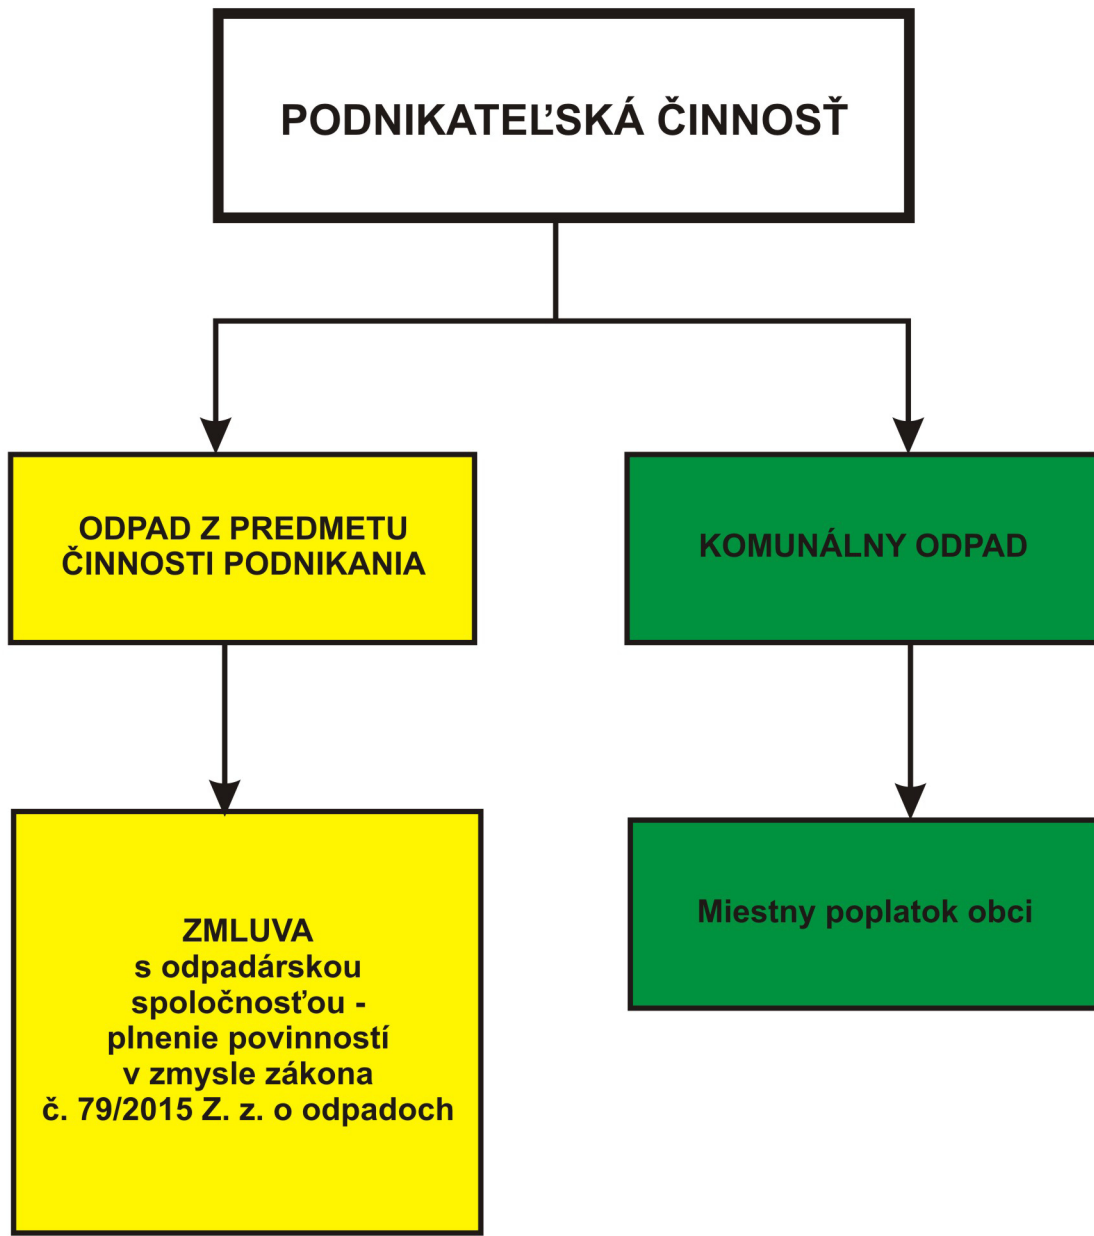 PODNIKATEĽSKÁ ČINNOSŤ
ODPAD Z PREDMETU
ČINNOSTI PODNIKANIA
KOMUNÁLNY ODPAD
ZMLUVA
s odpadárskou
spoločnosťou -
plnenie povinností
v zmysle zákona
č. 79/2015 Z. z. o odpadoch
Miestny poplatok obci